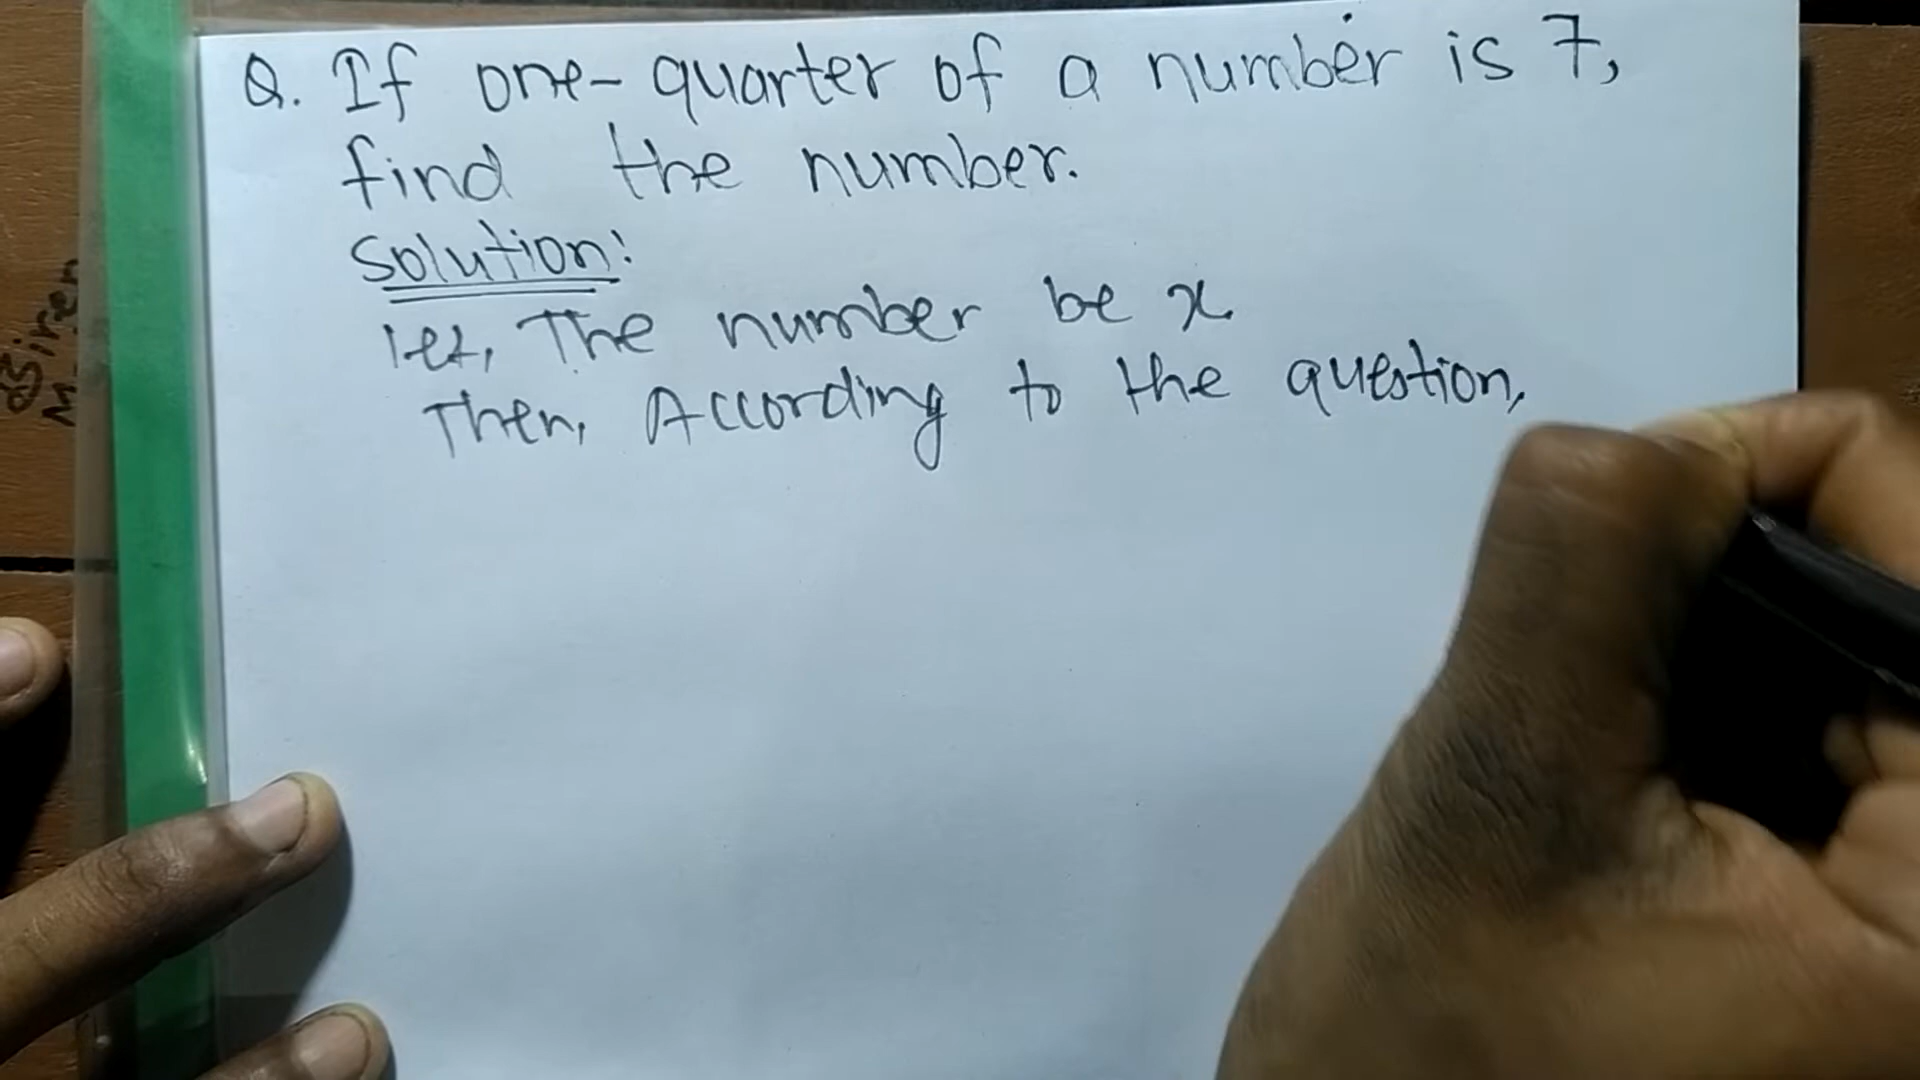 Q. If one-quarter of a number is 7,
find the number.
Solution:
let, The number be x
Then, According to the question,
Biren